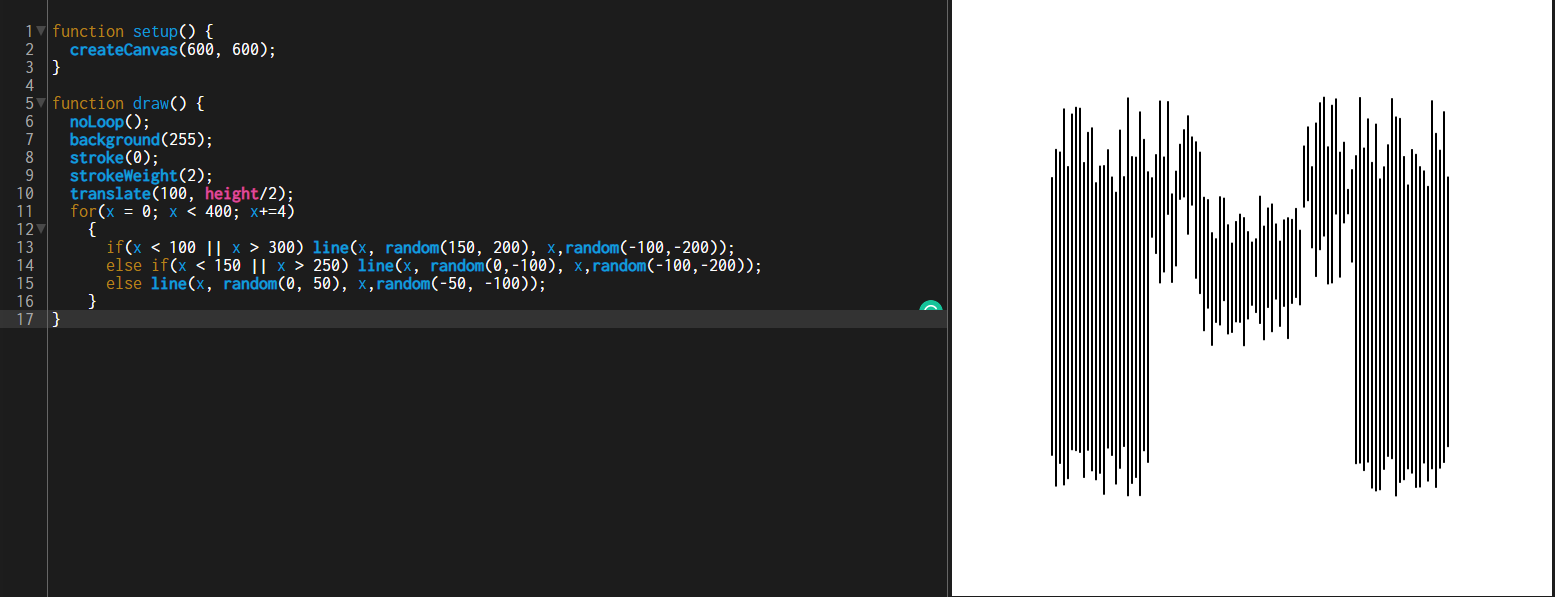 1 function setup() {
2   createCanvas(600, 600);
3 }
4
5 function draw() {
6   noLoop();
7   background(255);
8   stroke(0);
9   strokeWeight(2);
10   translate(100, height/2);
11   for(x = 0; x < 400; x+=4)
12     {
13       if(x < 100 || x > 300) line(x, random(150, 200), x,random(-100,-200));
14       else if(x < 150 || x > 250) line(x, random(0,-100), x,random(-100,-200));
15       else line(x, random(0, 50), x,random(-50, -100));
16     }
17 }
M